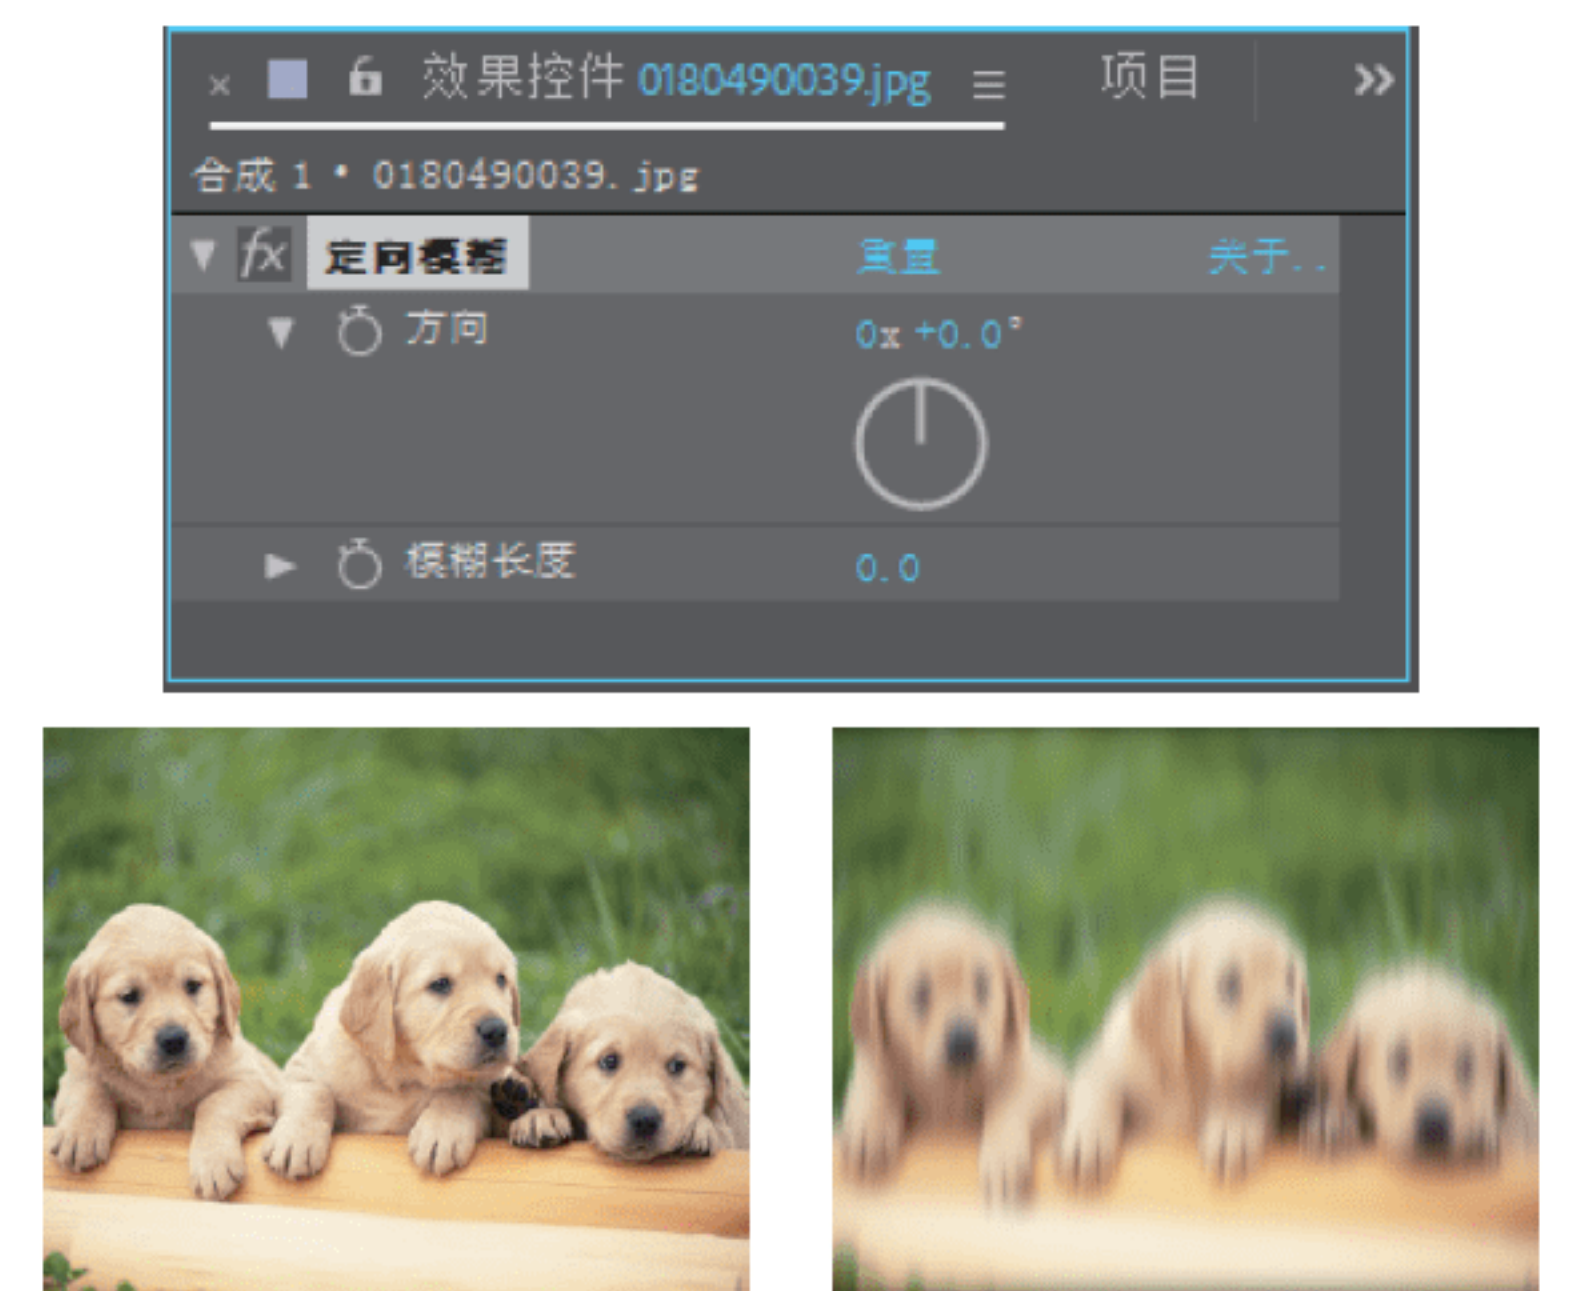 × 效果控件 0180490039.jpg ☰ 项目 »
合成 1 • 0180490039.jpg
fx 定向模糊 重置 关于..
方向 0x +0.0°
模糊长度 0.0